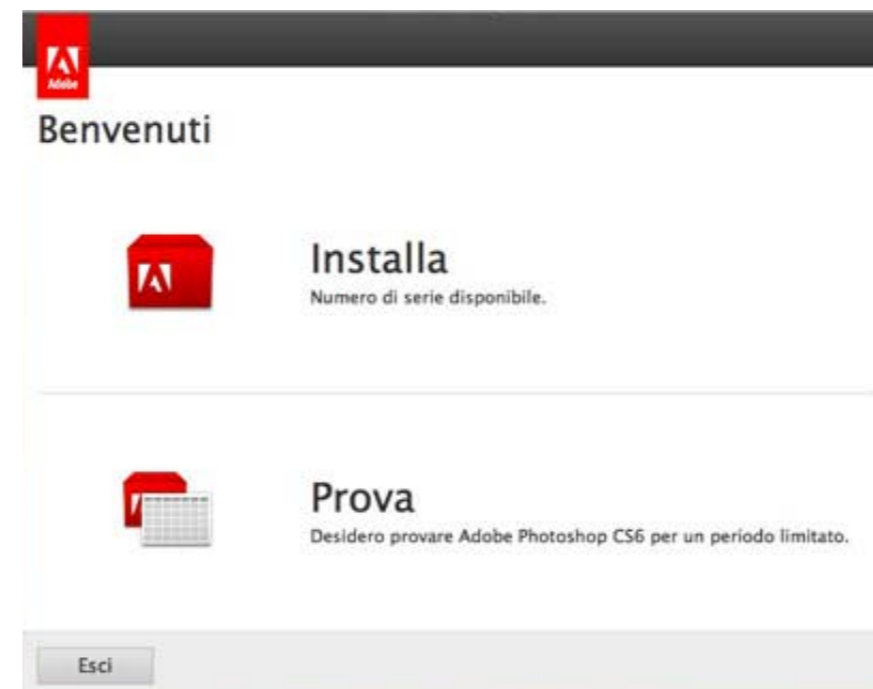 Adobe
Benvenuti
Installa
Numero di serie disponibile.
Prova
Desidero provare Adobe Photoshop CS6 per un periodo limitato.
Esci